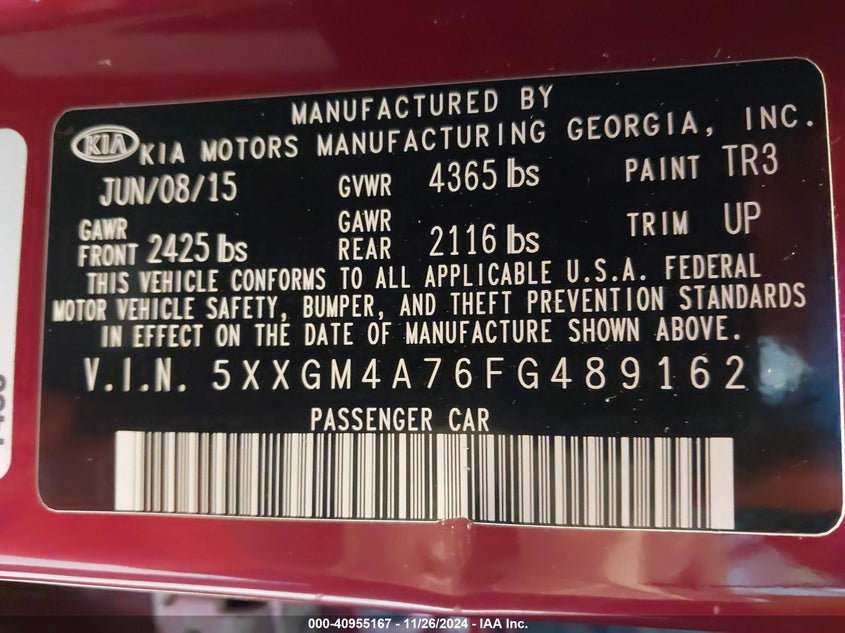 MANUFACTURED BY
KIA KIA MOTORS MANUFACTURING GEORGIA, INC.
JUN/08/15 GVWR 4365 lbs PAINT TR3
GAWR FRONT 2425 lbs GAWR REAR 2116 lbs TRIM UP
THIS VEHICLE CONFORMS TO ALL APPLICABLE U.S.A. FEDERAL
MOTOR VEHICLE SAFETY, BUMPER, AND THEFT PREVENTION STANDARDS
IN EFFECT ON THE DATE OF MANUFACTURE SHOWN ABOVE.
V.I.N. 5XXGM4A76FG489162
PASSENGER CAR
000-40955167 - 11/26/2024 - IAA Inc.